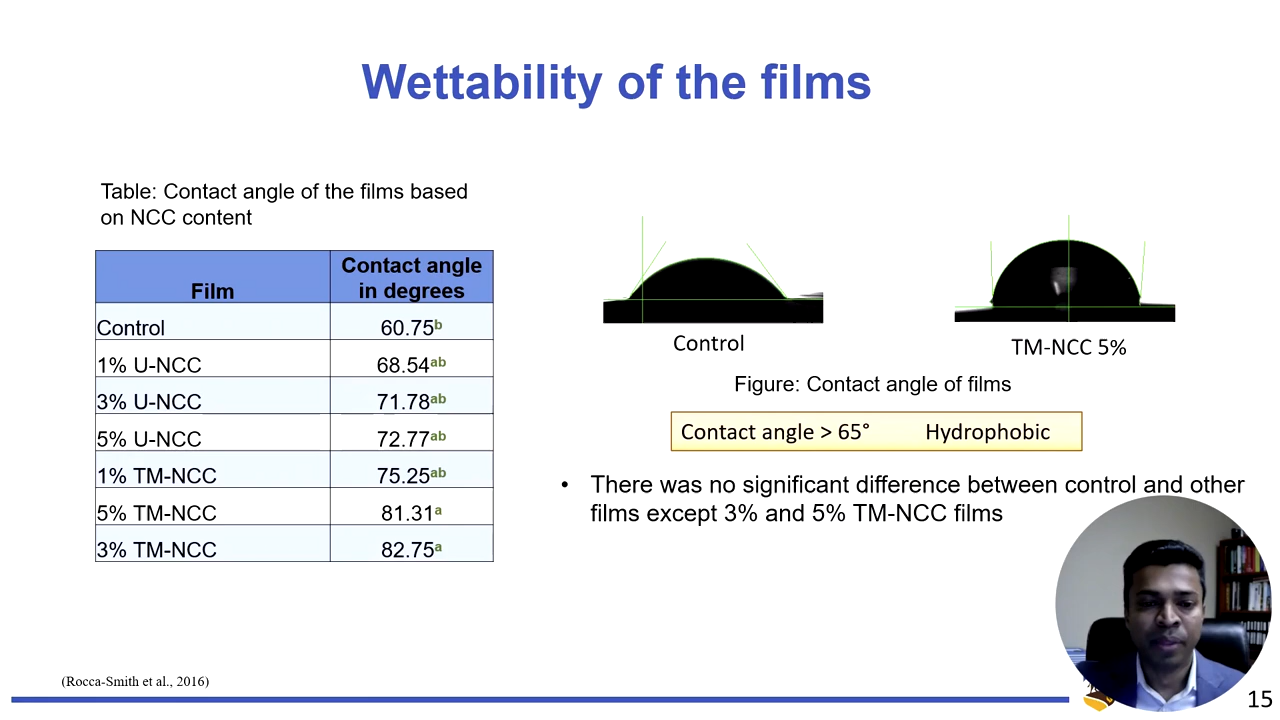 Wettability of the films
Table: Contact angle of the films based
on NCC content
Film
Contact angle
in degrees
Control 60.75ᵇ
1% U-NCC 68.54ᵃᵇ
3% U-NCC 71.78ᵃᵇ
5% U-NCC 72.77ᵃᵇ
1% TM-NCC 75.25ᵃᵇ
5% TM-NCC 81.31ᵃ
3% TM-NCC 82.75ᵃ
Control
TM-NCC 5%
Figure: Contact angle of films
Contact angle > 65° Hydrophobic
• There was no significant difference between control and other
films except 3% and 5% TM-NCC films
(Rocca-Smith et al., 2016)
15